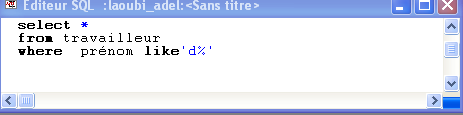 Editeur SQL :laoubi_adel:<Sans titre>
select *
from travailleur
where prénom like'd%'